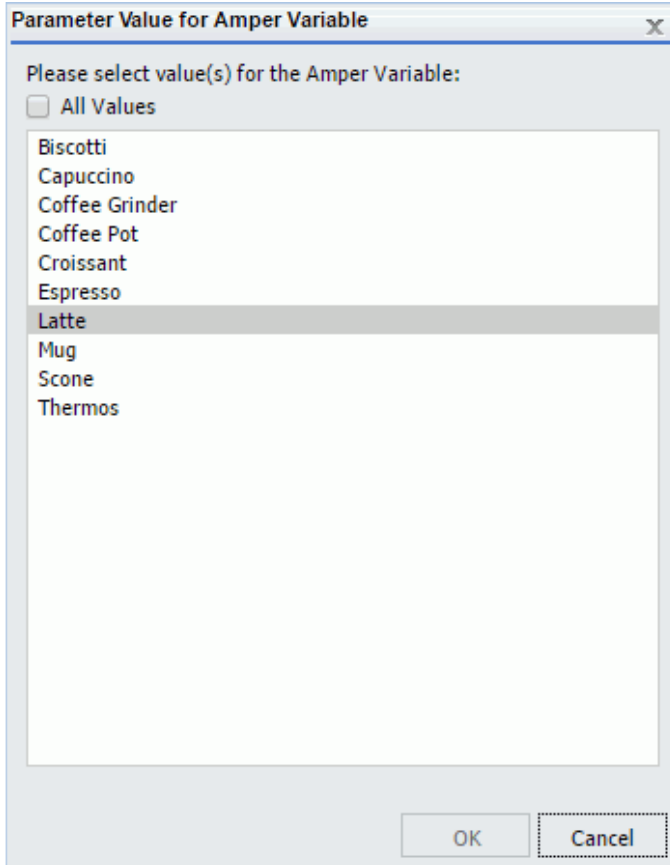 Parameter Value for Amper Variable
X
Please select value(s) for the Amper Variable:
All Values
Biscotti
Capuccino
Coffee Grinder
Coffee Pot
Croissant
Espresso
Latte
Mug
Scone
Thermos
OK Cancel